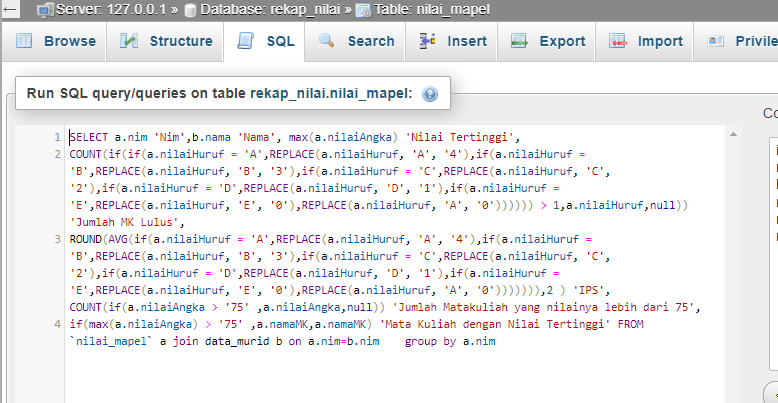 Server: 127.0.0.1 » Database: rekap_nilai » Table: nilai_mapel
Browse Structure SQL Search Insert Export Import Privile
Run SQL query/queries on table rekap_nilai.nilai_mapel:
Co
1 SELECT a.nim 'Nim',b.nama 'Nama', max(a.nilaiAngka) 'Nilai Tertinggi',
2 COUNT(if(if(a.nilaiHuruf = 'A',REPLACE(a.nilaiHuruf, 'A', '4'),if(a.nilaiHuruf =
'B',REPLACE(a.nilaiHuruf, 'B', '3'),if(a.nilaiHuruf = 'C',REPLACE(a.nilaiHuruf, 'C',
'2'),if(a.nilaiHuruf = 'D',REPLACE(a.nilaiHuruf, 'D', '1'),if(a.nilaiHuruf =
'E',REPLACE(a.nilaiHuruf, 'E', '0'),REPLACE(a.nilaiHuruf, 'A', '0')))))) > 1,a.nilaiHuruf,null))
'Jumlah MK Lulus',
3 ROUND(AVG(if(a.nilaiHuruf = 'A',REPLACE(a.nilaiHuruf, 'A', '4'),if(a.nilaiHuruf =
'B',REPLACE(a.nilaiHuruf, 'B', '3'),if(a.nilaiHuruf = 'C',REPLACE(a.nilaiHuruf, 'C',
'2'),if(a.nilaiHuruf = 'D',REPLACE(a.nilaiHuruf, 'D', '1'),if(a.nilaiHuruf =
'E',REPLACE(a.nilaiHuruf, 'E', '0'),REPLACE(a.nilaiHuruf, 'A', '0'))))))),2 ) 'IPS',
COUNT(if(a.nilaiAngka > '75' ,a.nilaiAngka,null)) 'Jumlah Matakuliah yang nilainya lebih dari 75',
4 if(max(a.nilaiAngka) > '75' ,a.namaMK,a.namaMK) 'Mata Kuliah dengan Nilai Tertinggi' FROM
`nilai_mapel` a join data_murid b on a.nim=b.nim    group by a.nim